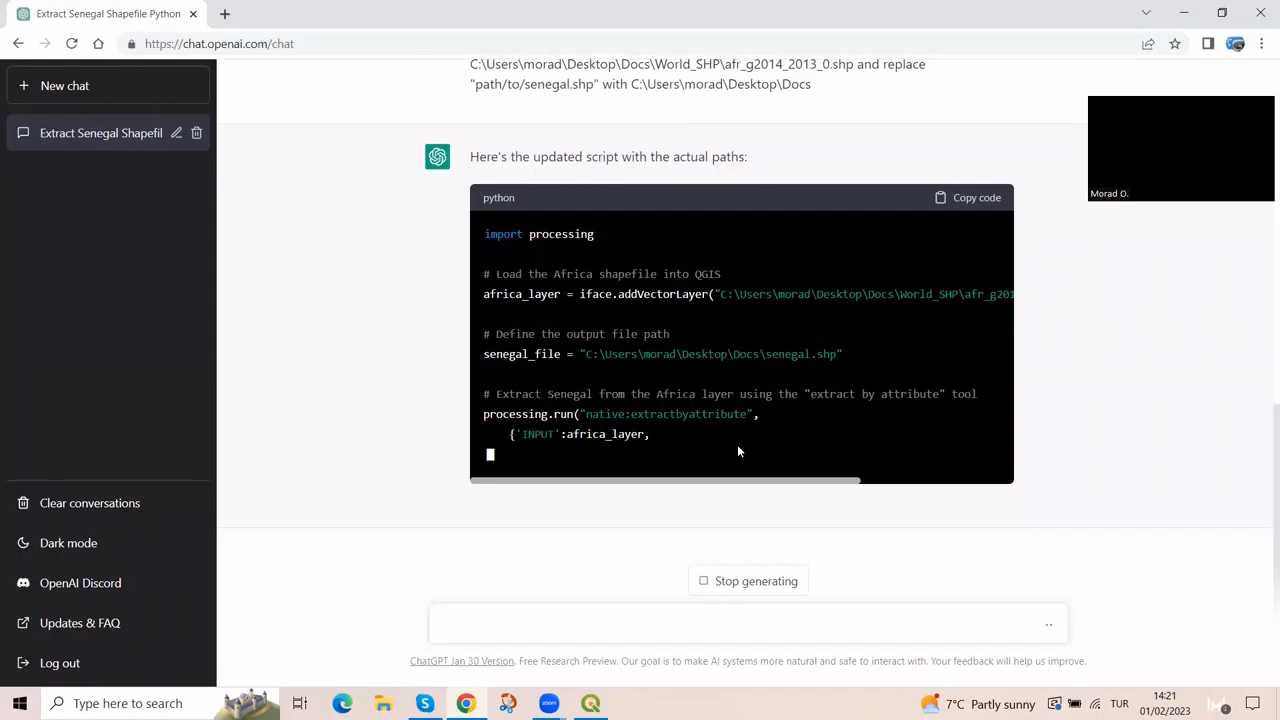 Extract Senegal Shapefile Python
https://chat.openai.com/chat
New chat
Extract Senegal Shapefil
Clear conversations
Dark mode
OpenAI Discord
Updates & FAQ
Log out
C:\Users\morad\Desktop\Docs\World_SHP\afr_g2014_2013_0.shp and replace
"path/to/senegal.shp" with C:\Users\morad\Desktop\Docs
Here's the updated script with the actual paths:
python
Copy code
import processing
# Load the Africa shapefile into QGIS
africa_layer = iface.addVectorLayer("C:\Users\morad\Desktop\Docs\World_SHP\afr_g201
# Define the output file path
senegal_file = "C:\Users\morad\Desktop\Docs\senegal.shp"
# Extract Senegal from the Africa layer using the "extract by attribute" tool
processing.run("native:extractbyattribute",
{'INPUT':africa_layer,
Stop generating
ChatGPT Jan 30 Version. Free Research Preview. Our goal is to make AI systems more natural and safe to interact with. Your feedback will help us improve.
Morad O.
Type here to search
zoom
7°C Partly sunny
TUR
14:21
01/02/2023